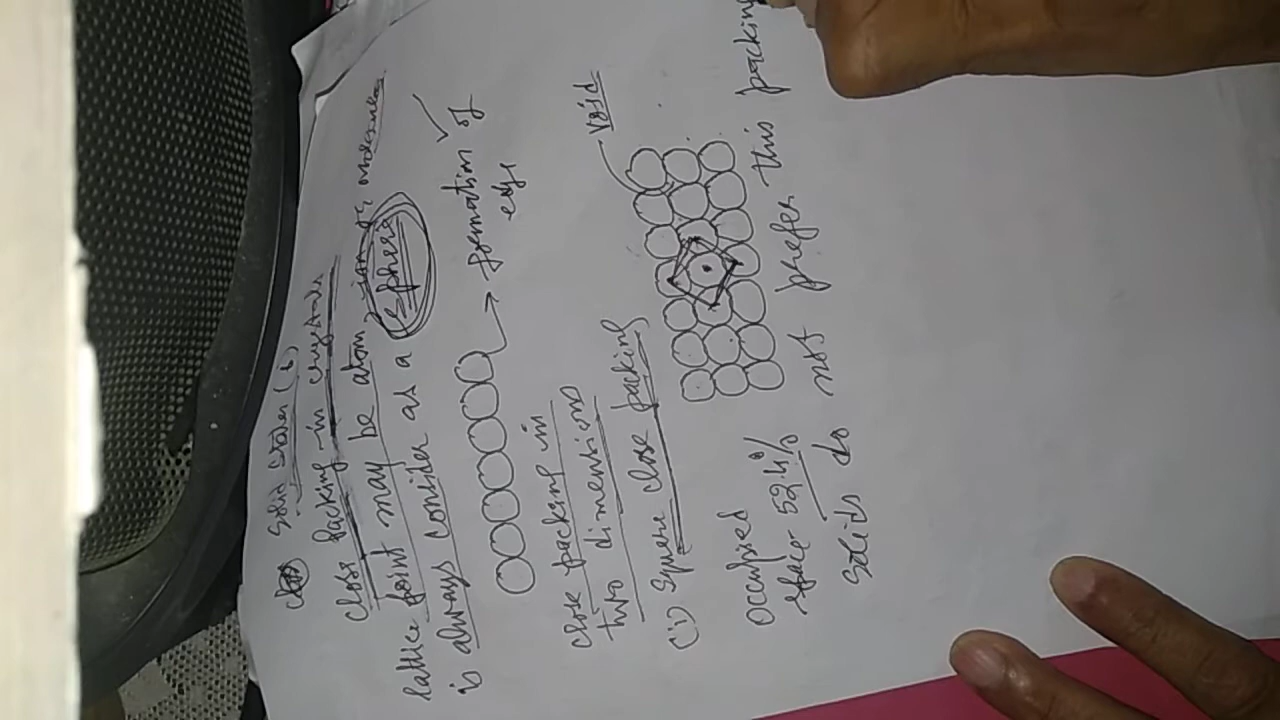 Solid States (6)
Close Packing in crystals
lattice point may be atom, ion or molecule
is always consider as a sphere
→ formation of
edge
Close packing in
two dimensions
(i) Square close packing
Void
Occupied
space 52.4%
Solids do not prefer this packing